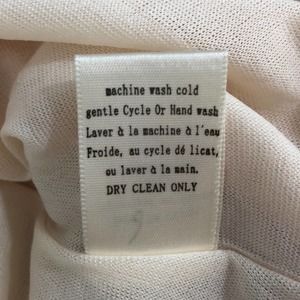 machine wash cold
gentle Cycle Or Hand wash
Laver à la machine à l'eau
Froide, au cycle dé licat,
ou laver à la main.
DRY CLEAN ONLY